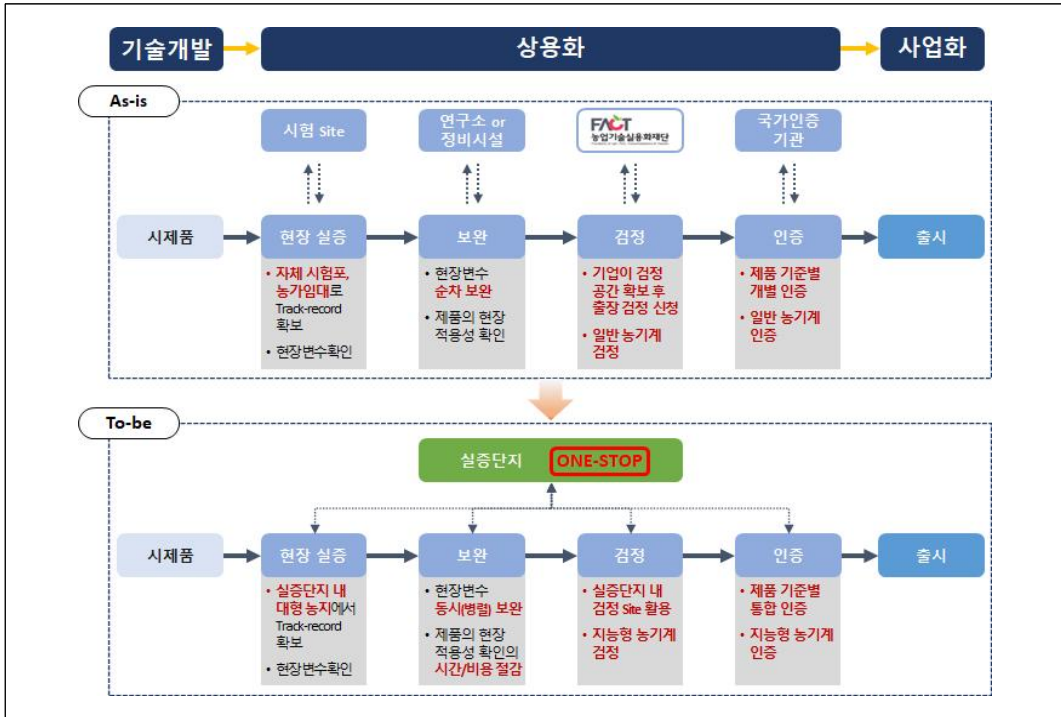 기술개발
상용화
사업화
As-is
시험 Site
연구소 or
정비시설
FACT
농업기술실용화재단
국가인증
기관
시제품
현장 실증
보완
검정
인증
출시
• 자체 시험포,
농가임대로
Track-record
확보
• 현장변수확인
• 현장변수
순차 보완
• 제품의 현장
적용성 확인
• 기업이 검정
공간 확보 후
출장 검정 신청
• 일반 농기계
검정
• 제품 기준별
개별 인증
• 일반 농기계
인증
To-be
실증단지 ONE-STOP
시제품
현장 실증
보완
검정
인증
출시
• 실증단지 내
대형 농지에서
Track-record
확보
• 현장변수확인
• 현장변수
동시(병렬) 보완
• 제품의 현장
적용성 확인의
시간/비용 절감
• 실증단지 내
검정 Site 활용
• 지능형 농기계
검정
• 제품 기준별
통합 인증
• 지능형 농기계
인증